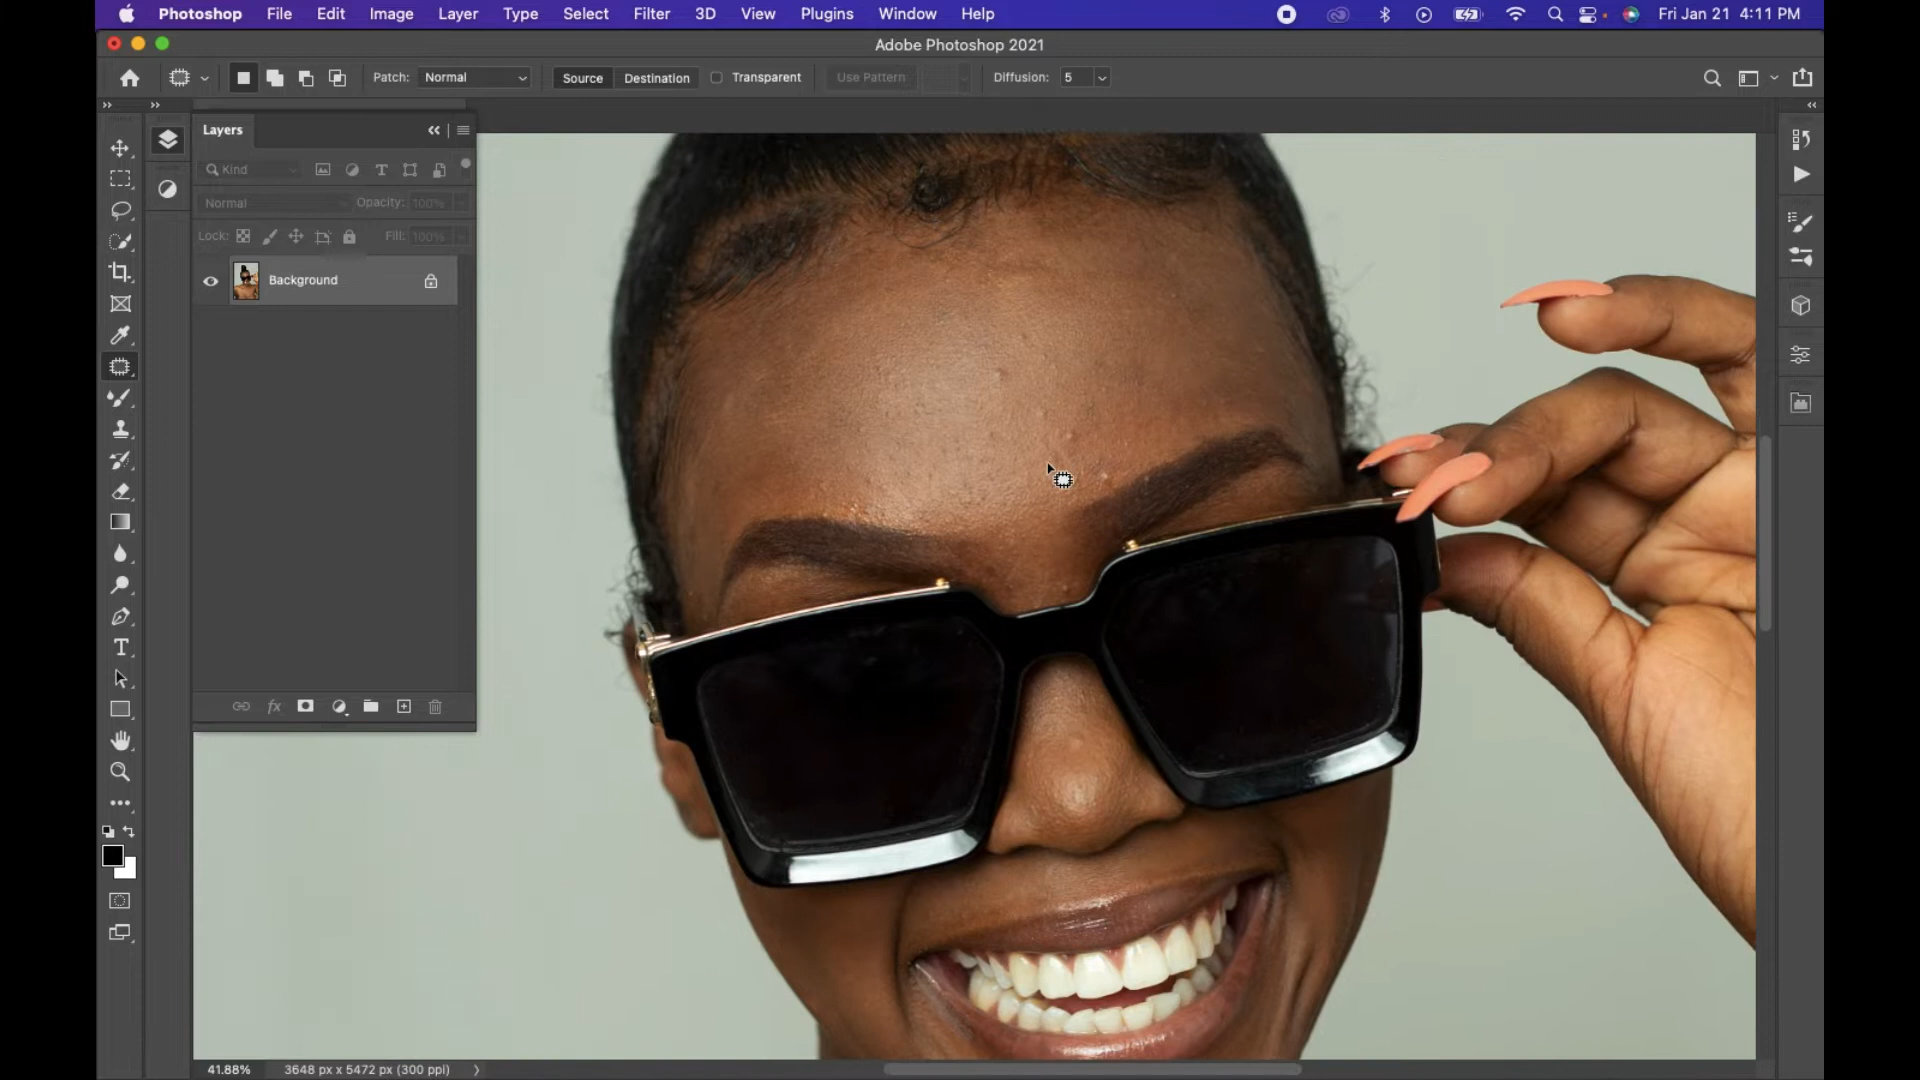 Photoshop File Edit Image Layer Type Select Filter 3D View Plugins Window Help Fri Jan 21 4:11 PM
Adobe Photoshop 2021
Patch: Normal Source Destination Transparent Use Pattern Diffusion: 5
Layers
Kind
Normal Opacity: 100%
Lock: Fill: 100%
Background
41.88% 3648 px x 5472 px (300 ppi)